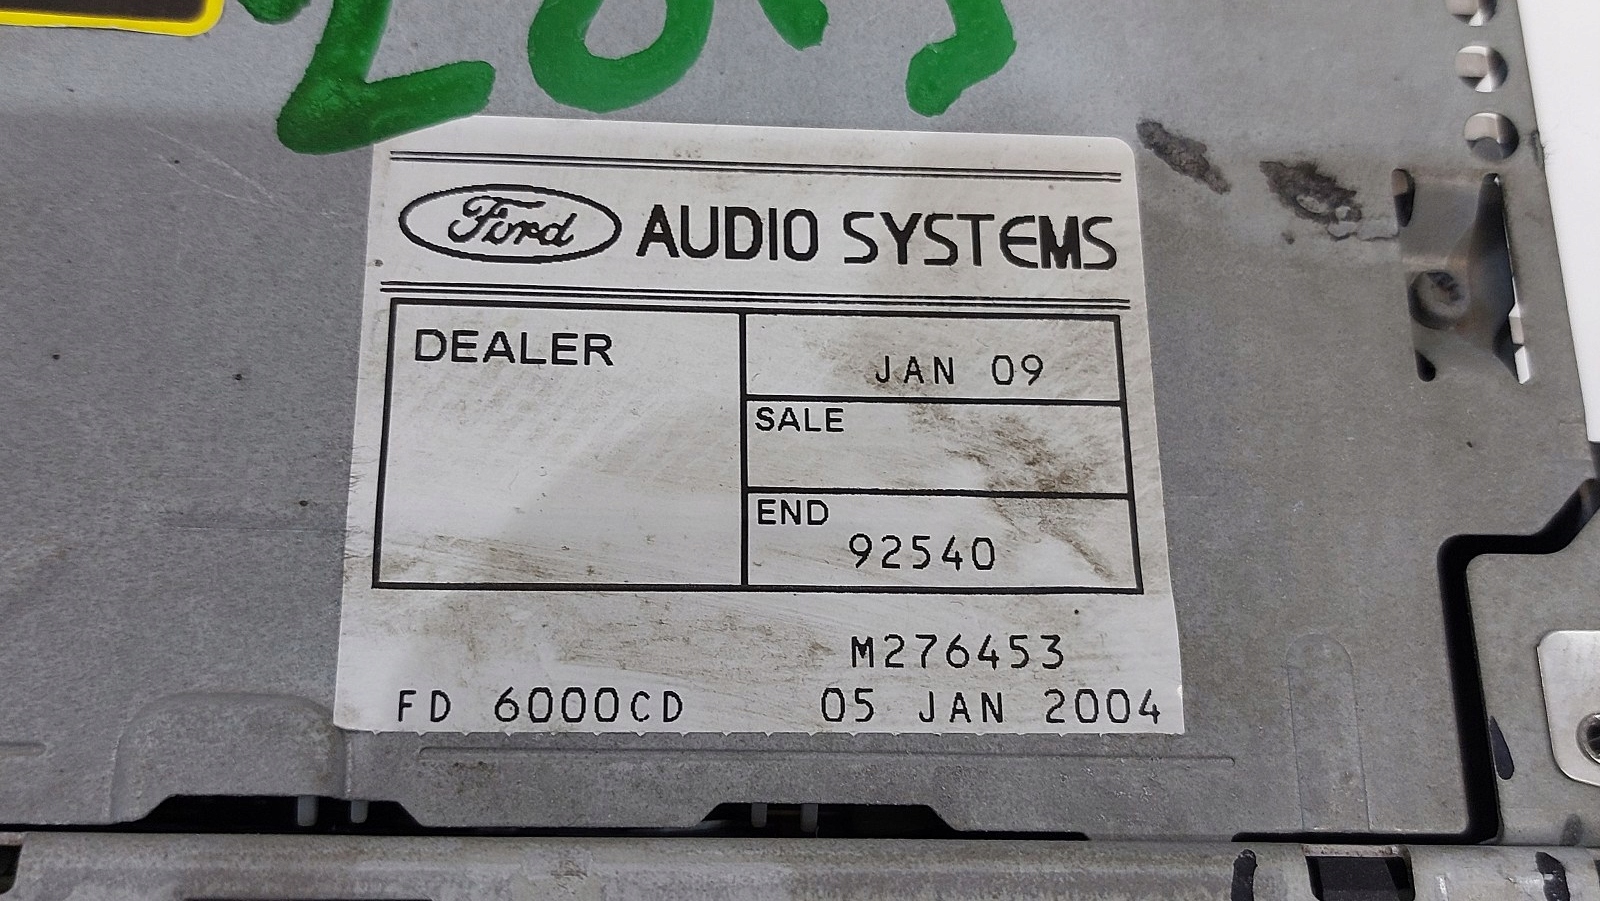 Ford AUDIO SYSTEMS
DEALER
JAN 09
SALE
END
92540
M276453
FD 6000CD 05 JAN 2004